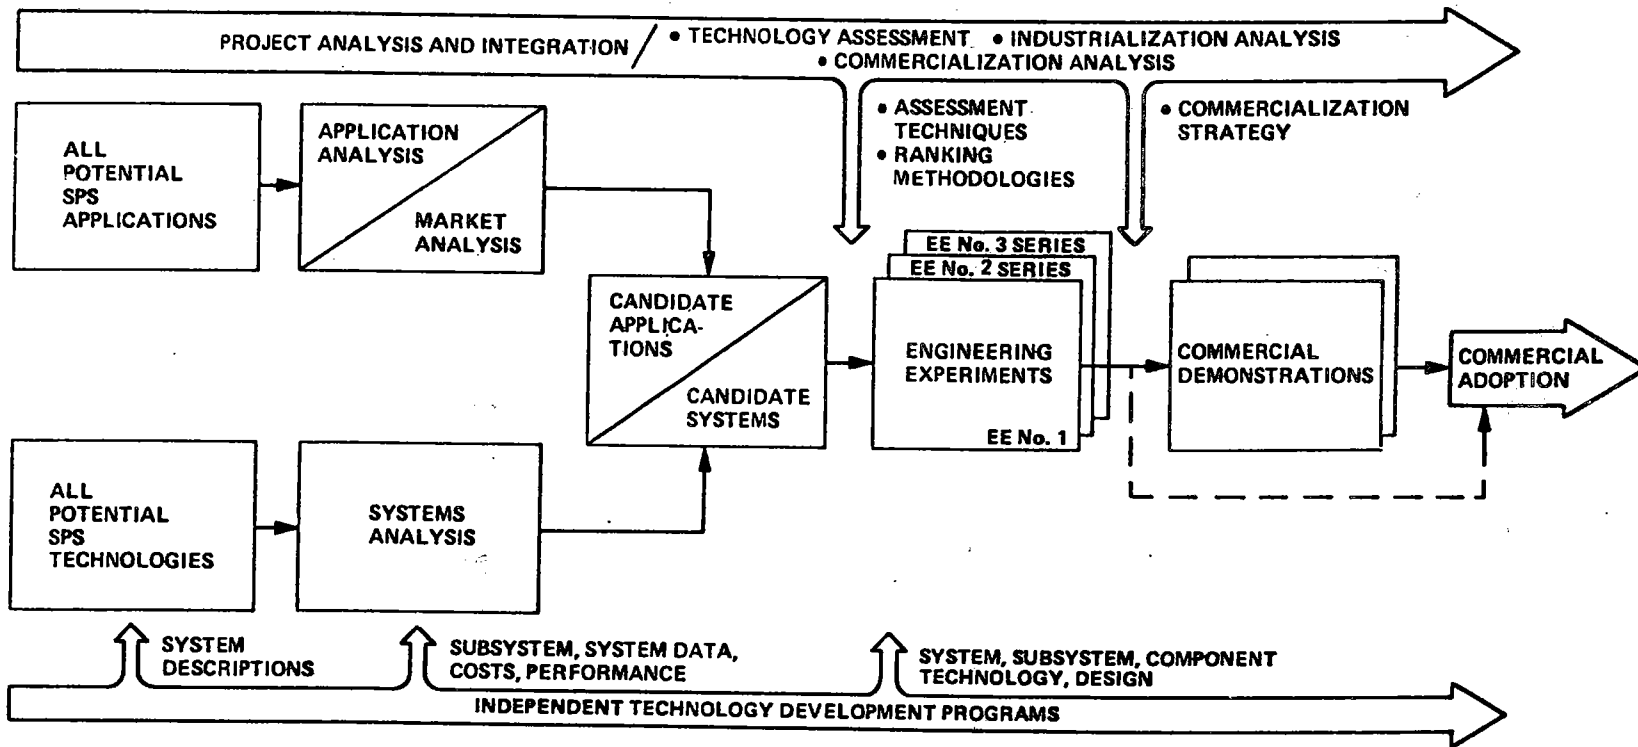 PROJECT ANALYSIS AND INTEGRATION / • TECHNOLOGY ASSESSMENT • INDUSTRIALIZATION ANALYSIS
• COMMERCIALIZATION ANALYSIS
• ASSESSMENT
TECHNIQUES
• RANKING
METHODOLOGIES
• COMMERCIALIZATION
STRATEGY
ALL
POTENTIAL
SPS
APPLICATIONS
APPLICATION
ANALYSIS
MARKET
ANALYSIS
CANDIDATE
APPLICA-
TIONS
CANDIDATE
SYSTEMS
EE No. 3 SERIES
EE No. 2 SERIES
ENGINEERING
EXPERIMENTS
EE No. 1
COMMERCIAL
DEMONSTRATIONS
COMMERCIAL
ADOPTION
ALL
POTENTIAL
SPS
TECHNOLOGIES
SYSTEMS
ANALYSIS
SYSTEM
DESCRIPTIONS
SUBSYSTEM, SYSTEM DATA,
COSTS, PERFORMANCE
SYSTEM, SUBSYSTEM, COMPONENT
TECHNOLOGY, DESIGN
INDEPENDENT TECHNOLOGY DEVELOPMENT PROGRAMS